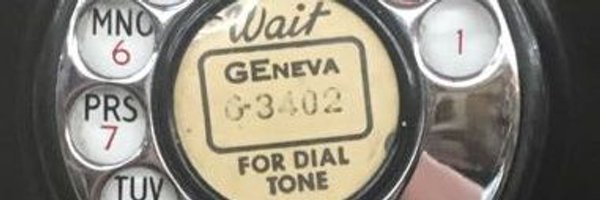 Wait
GENEVA
6-3402
FOR DIAL
TONE
MNO
6
PRS
7
TUV
1